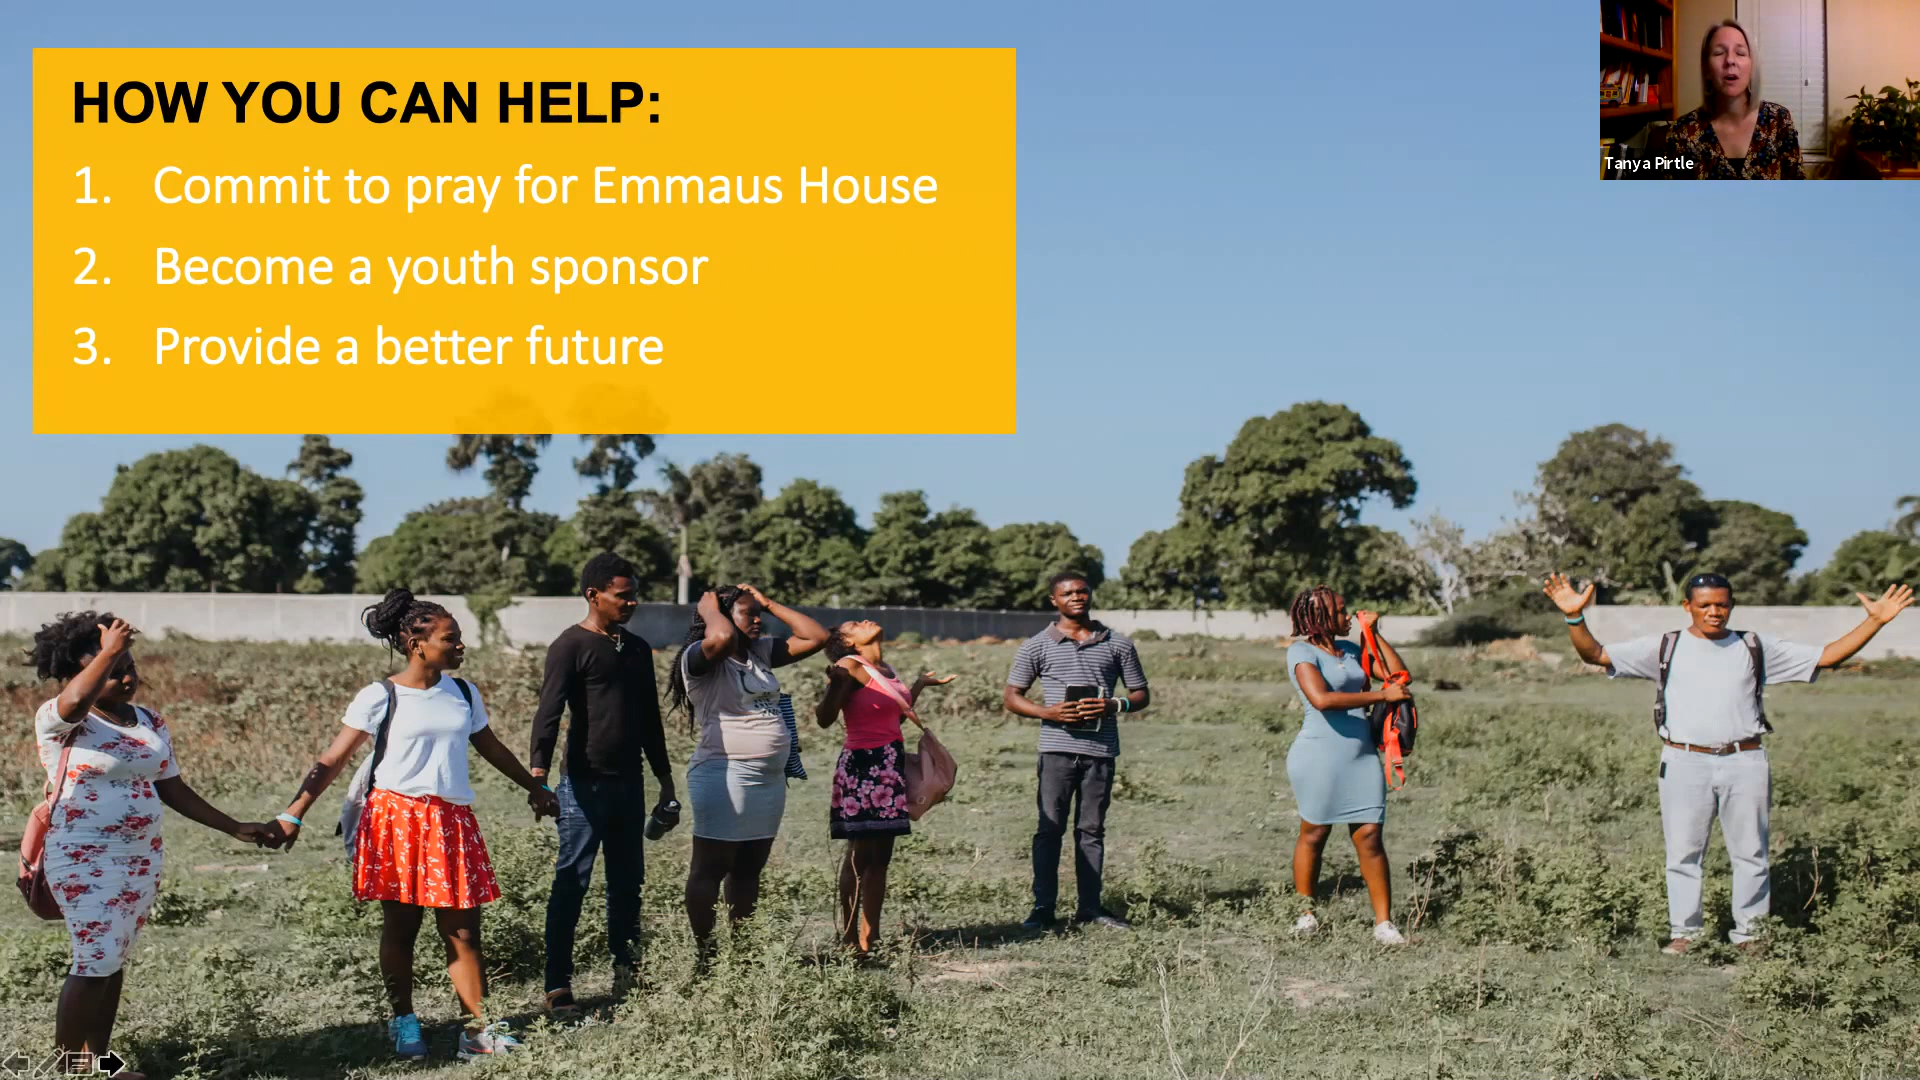 HOW YOU CAN HELP:
1. Commit to pray for Emmaus House
2. Become a youth sponsor
3. Provide a better future
Tanya Pirtle